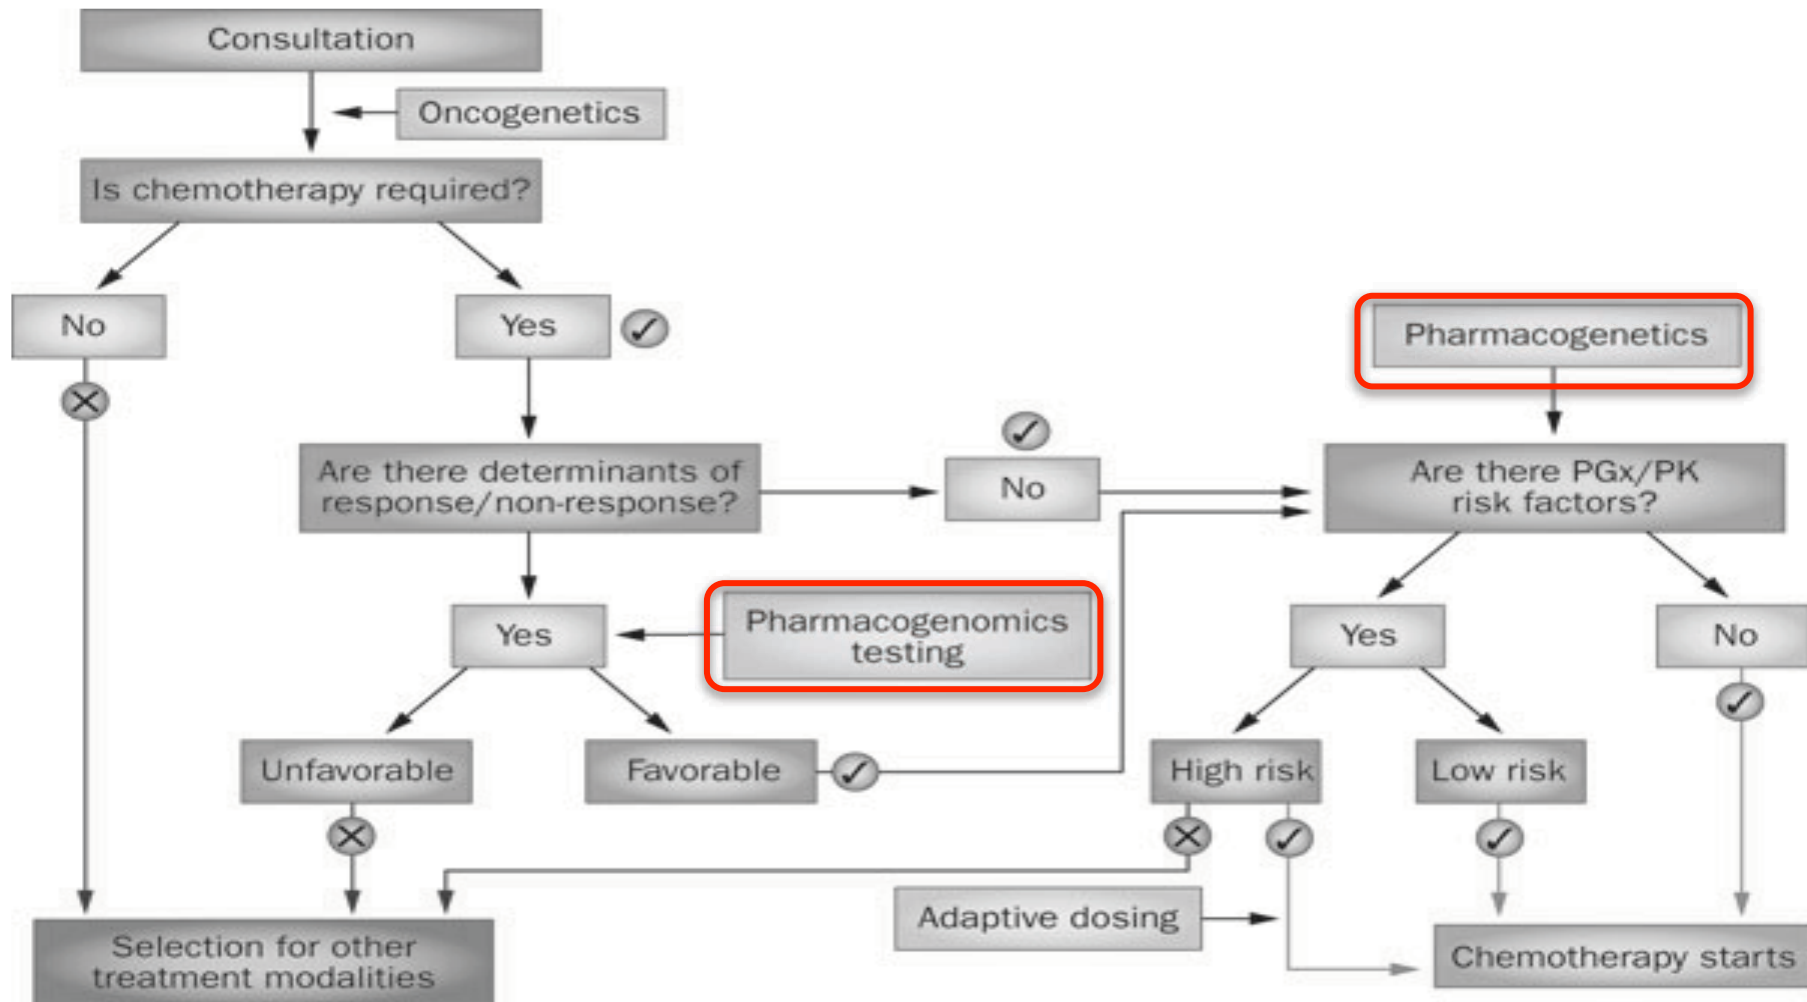 Consultation
Oncogenetics
Is chemotherapy required?
No
Yes
Pharmacogenetics
Are there determinants of
response/non-response?
No
Are there PGx/PK
risk factors?
Yes
Pharmacogenomics
testing
Yes
No
Unfavorable
Favorable
High risk
Low risk
Adaptive dosing
Selection for other
treatment modalities
Chemotherapy starts